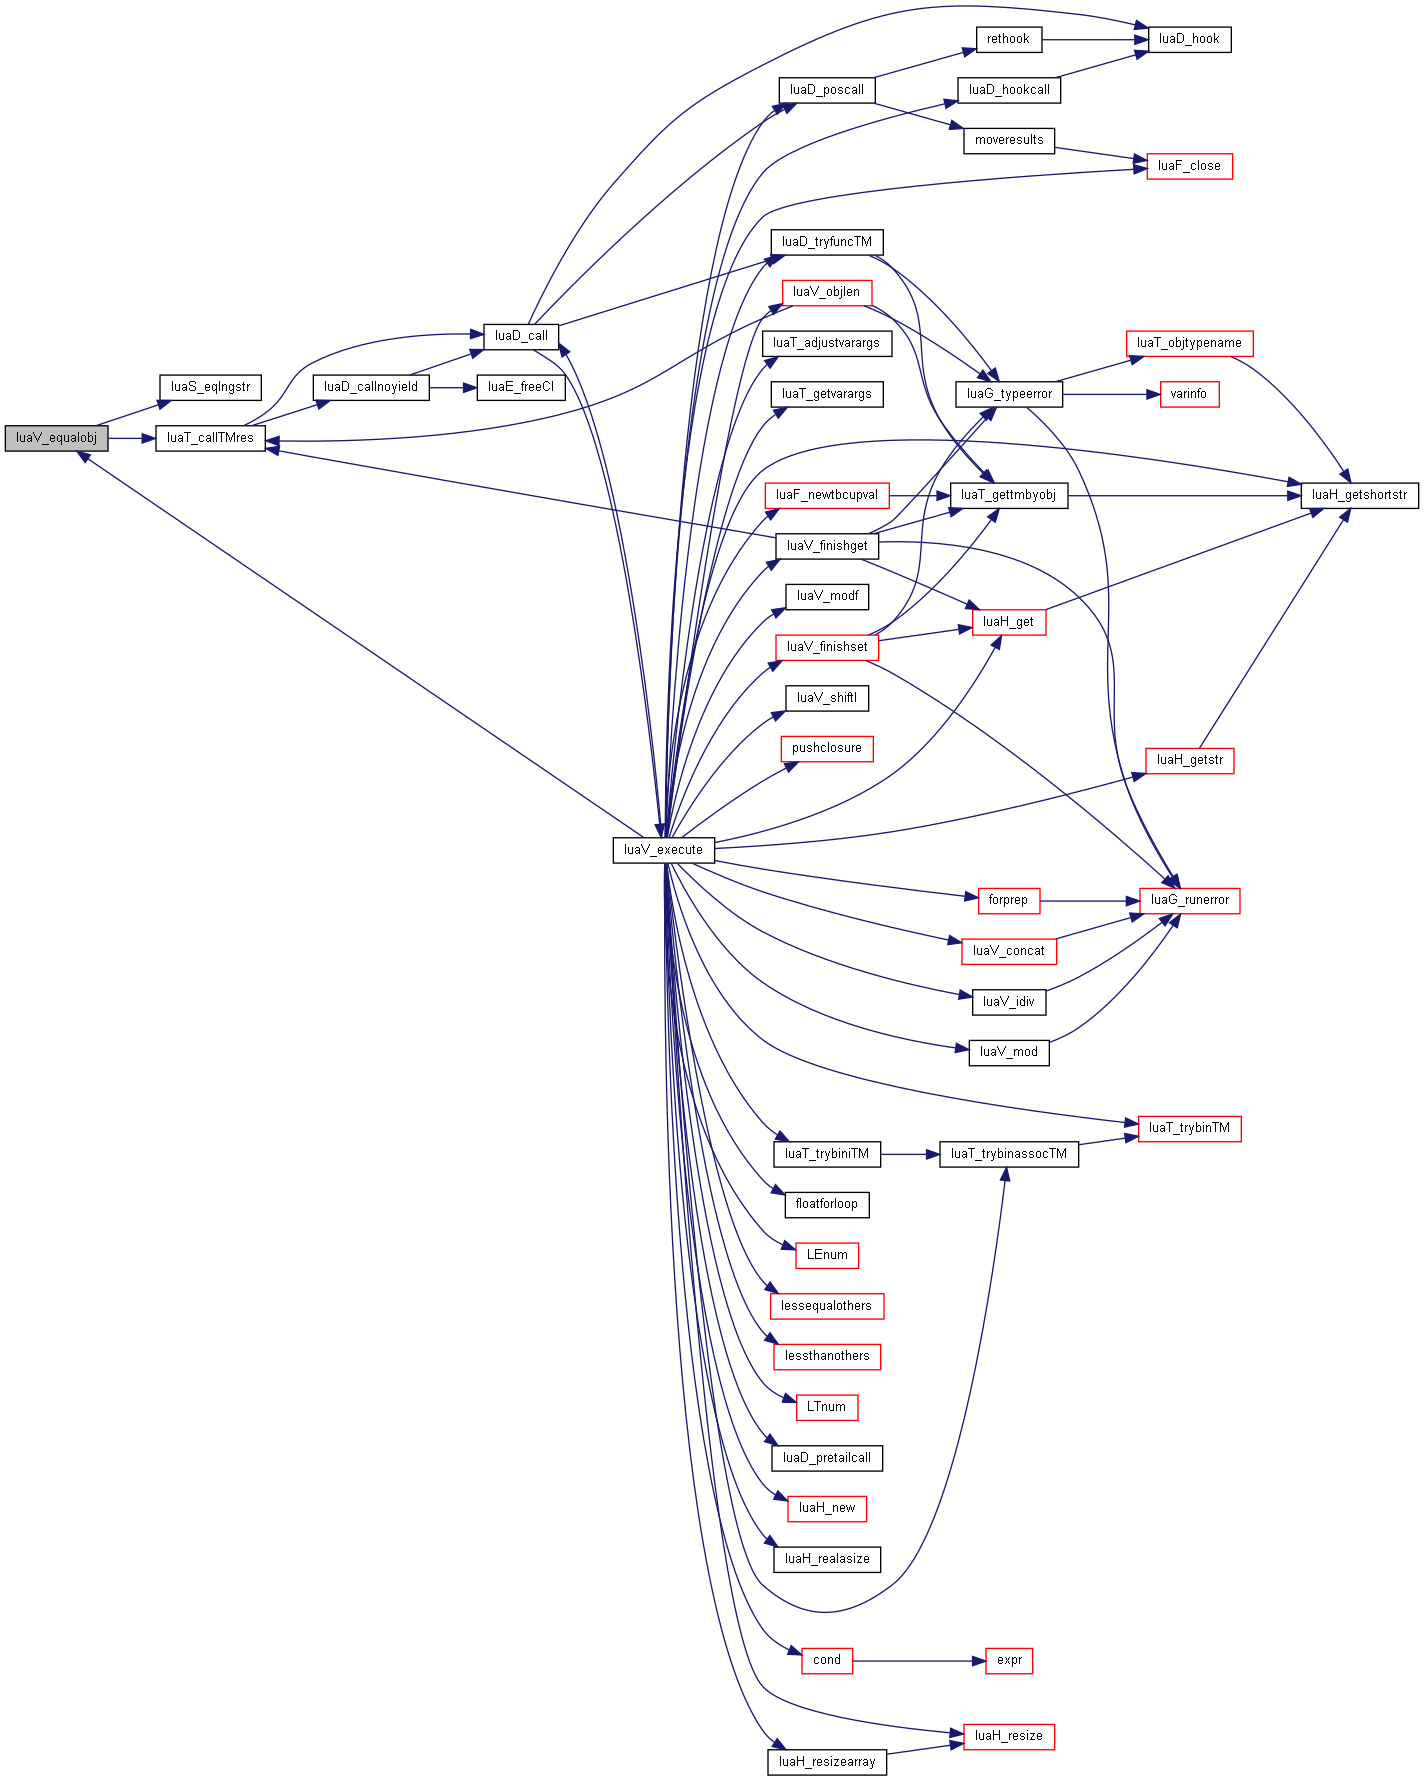 rethook
luaD_hook
luaD_poscall
luaD_hookcall
moveresults
luaF_close
luaD_tryfuncTM
luaV_objlen
luaD_call
luaT_adjustvarargs
luaT_objtypename
luaS_eqlngstr
luaD_callnoyield
luaE_freeCI
luaT_getvarargs
luaG_typeerror
varinfo
luaV_equalobj
luaT_callTMres
luaF_newtbcupval
luaT_gettmbyobj
luaH_getshortstr
luaV_finishget
luaV_modf
luaH_get
luaV_finishset
luaV_shiftl
pushclosure
luaH_getstr
luaV_execute
forprep
luaG_runerror
luaV_concat
luaV_idiv
luaV_mod
luaT_trybinTM
luaT_trybiniTM
luaT_trybinassocTM
floatforloop
LEnum
lessequalothers
lessthanothers
LTnum
luaD_pretailcall
luaH_new
luaH_realasize
cond
expr
luaH_resize
luaH_resizearray